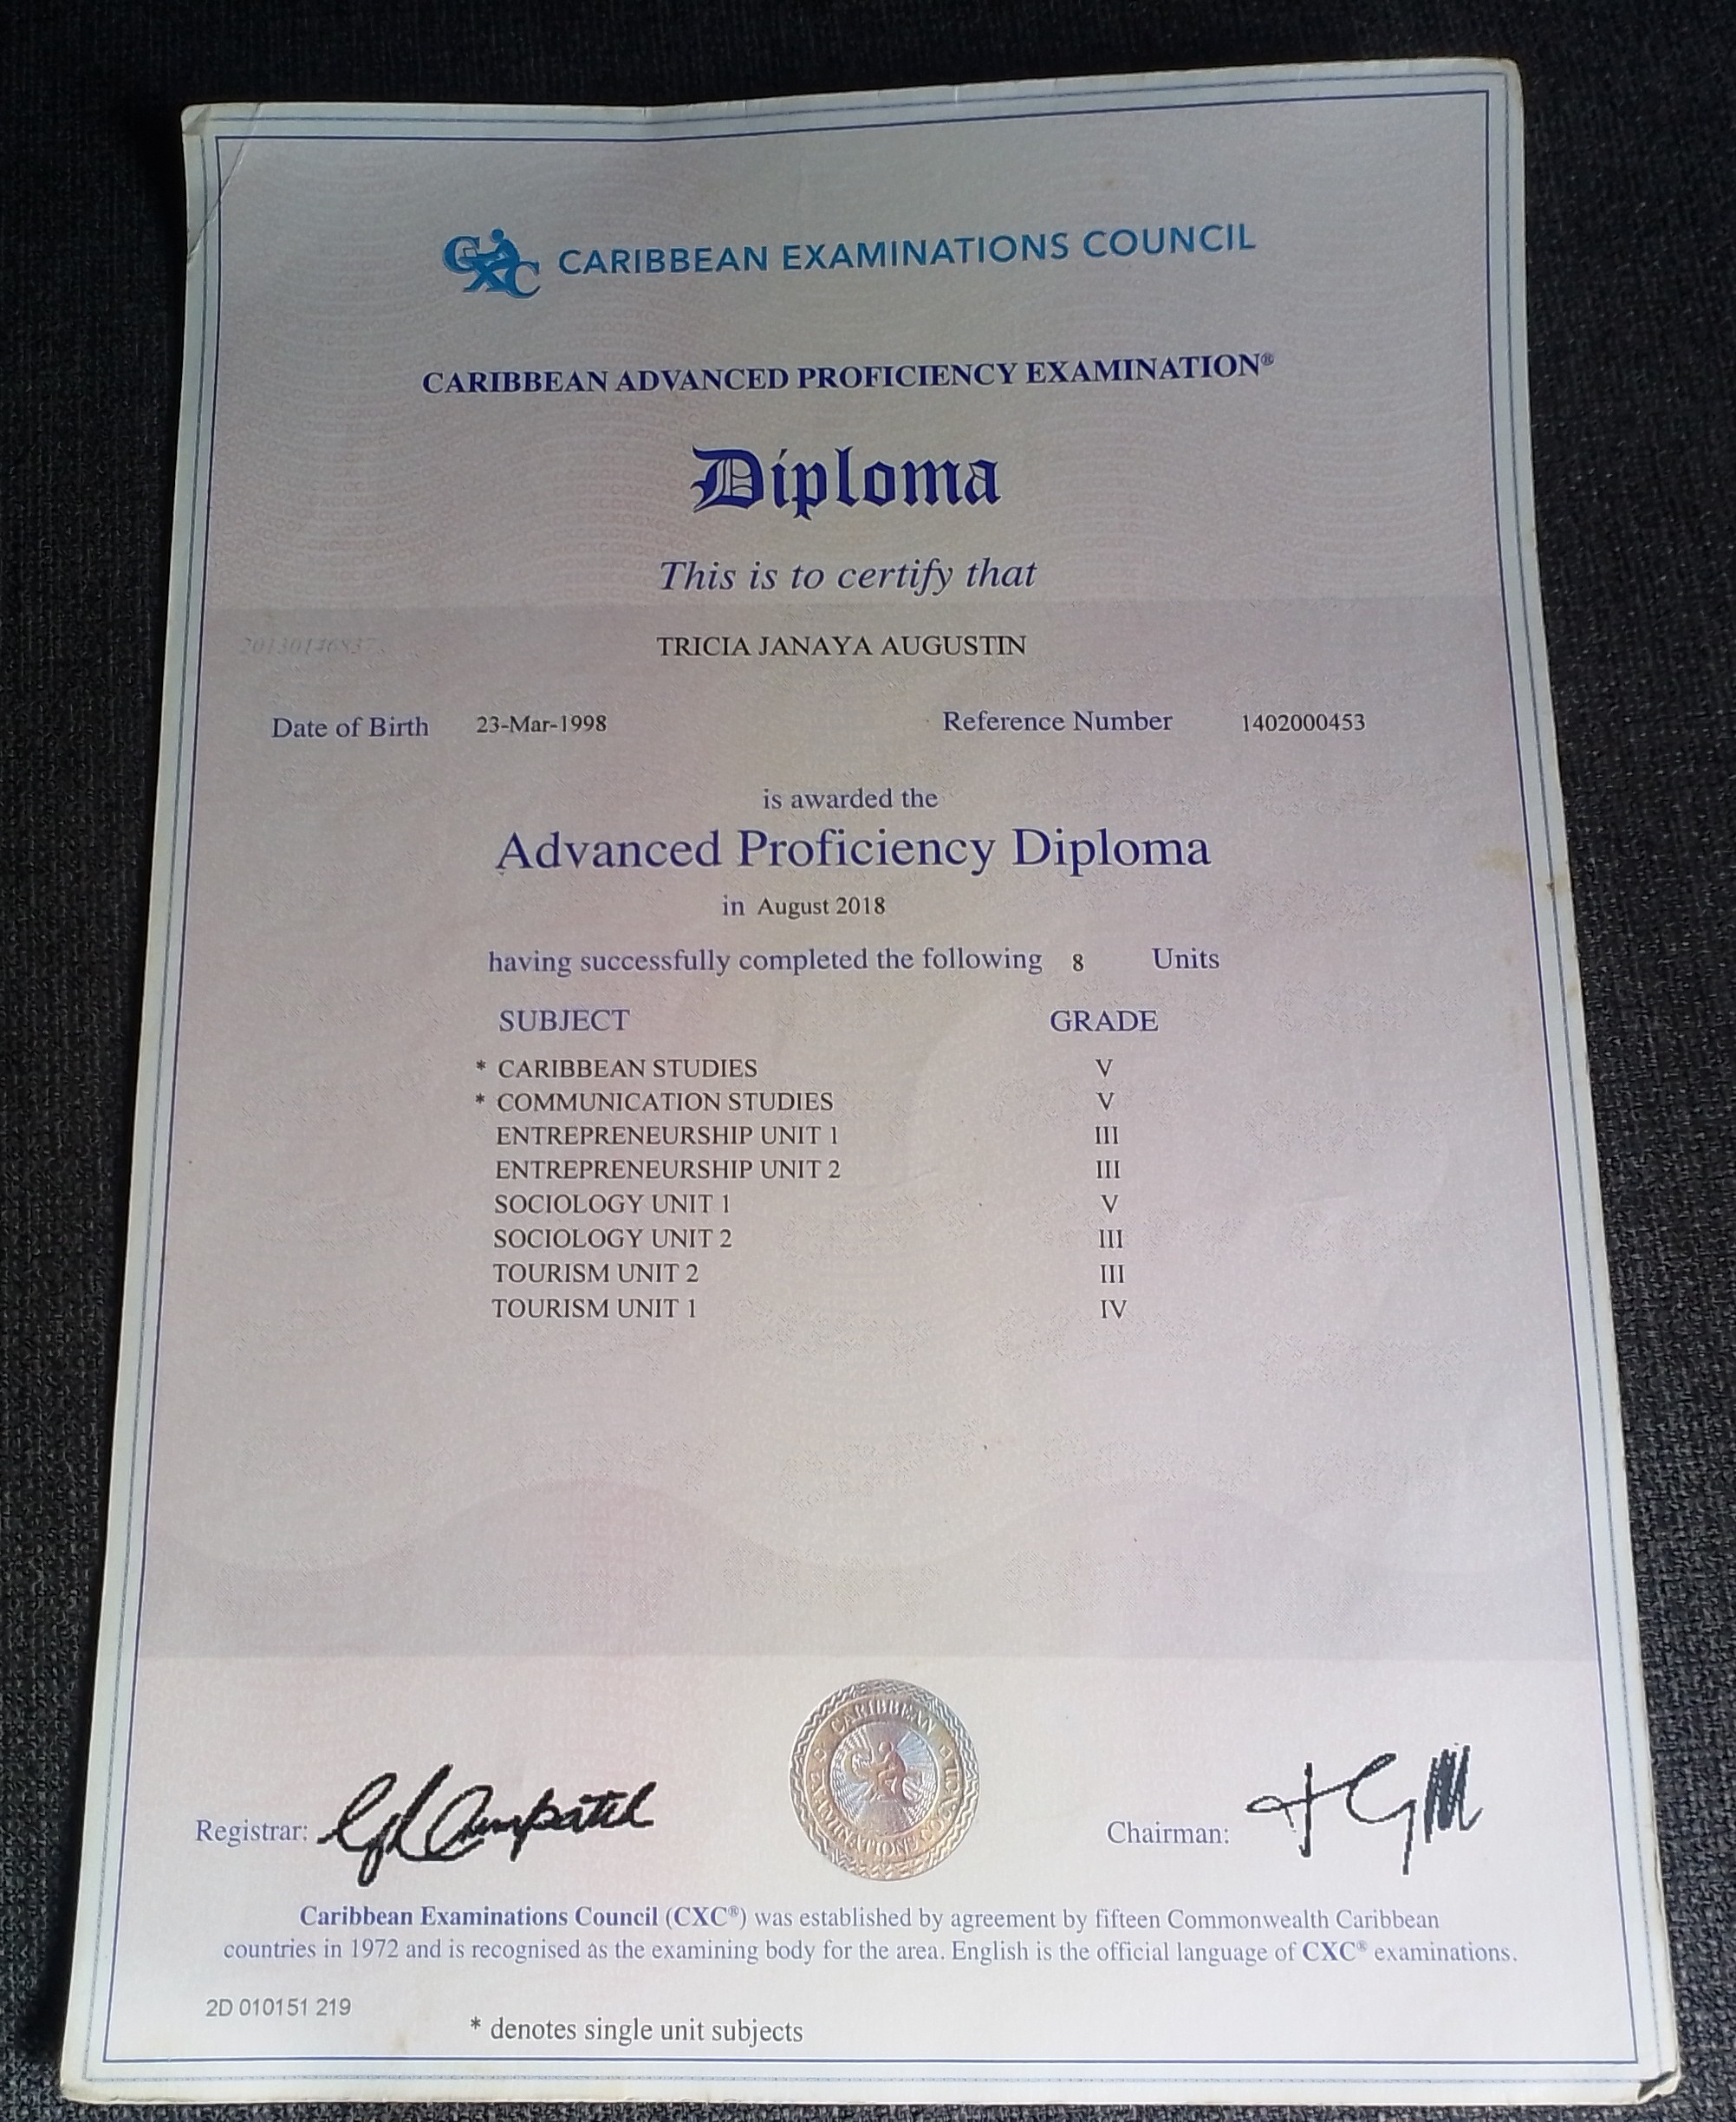 CXC CARIBBEAN EXAMINATIONS COUNCIL
CARIBBEAN ADVANCED PROFICIENCY EXAMINATION®
Diploma
This is to certify that
TRICIA JANAYA AUGUSTIN
Date of Birth 23-Mar-1998 Reference Number 1402000453
is awarded the
Advanced Proficiency Diploma
in August 2018
having successfully completed the following 8 Units
SUBJECT GRADE
* CARIBBEAN STUDIES V
* COMMUNICATION STUDIES V
ENTREPRENEURSHIP UNIT 1 III
ENTREPRENEURSHIP UNIT 2 III
SOCIOLOGY UNIT 1 V
SOCIOLOGY UNIT 2 III
TOURISM UNIT 2 III
TOURISM UNIT 1 IV
CARIBBEAN EXAMINATIONS COUNCIL
Registrar: Chairman:
Caribbean Examinations Council (CXC®) was established by agreement by fifteen Commonwealth Caribbean
countries in 1972 and is recognised as the examining body for the area. English is the official language of CXC® examinations.
2D 010151 219
* denotes single unit subjects